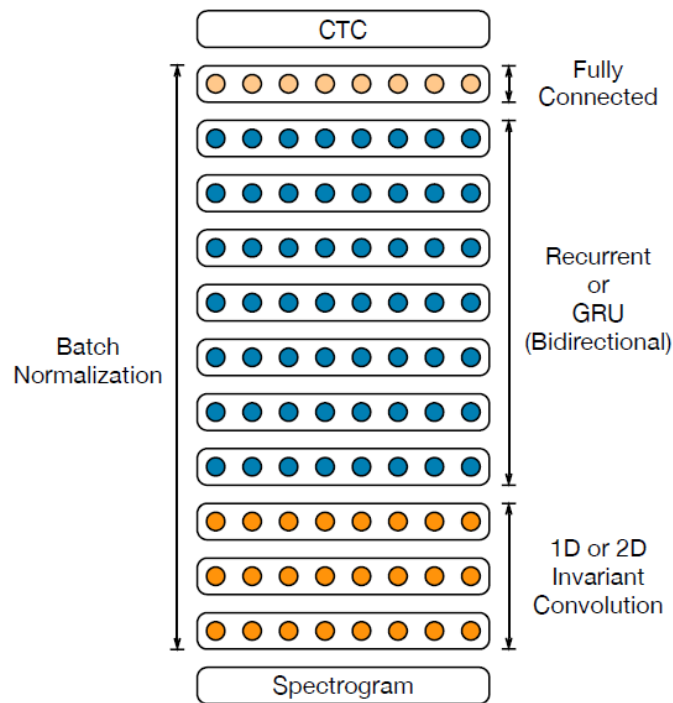 CTC
Fully
Connected
Recurrent
or
GRU
(Bidirectional)
Batch
Normalization
1D or 2D
Invariant
Convolution
Spectrogram